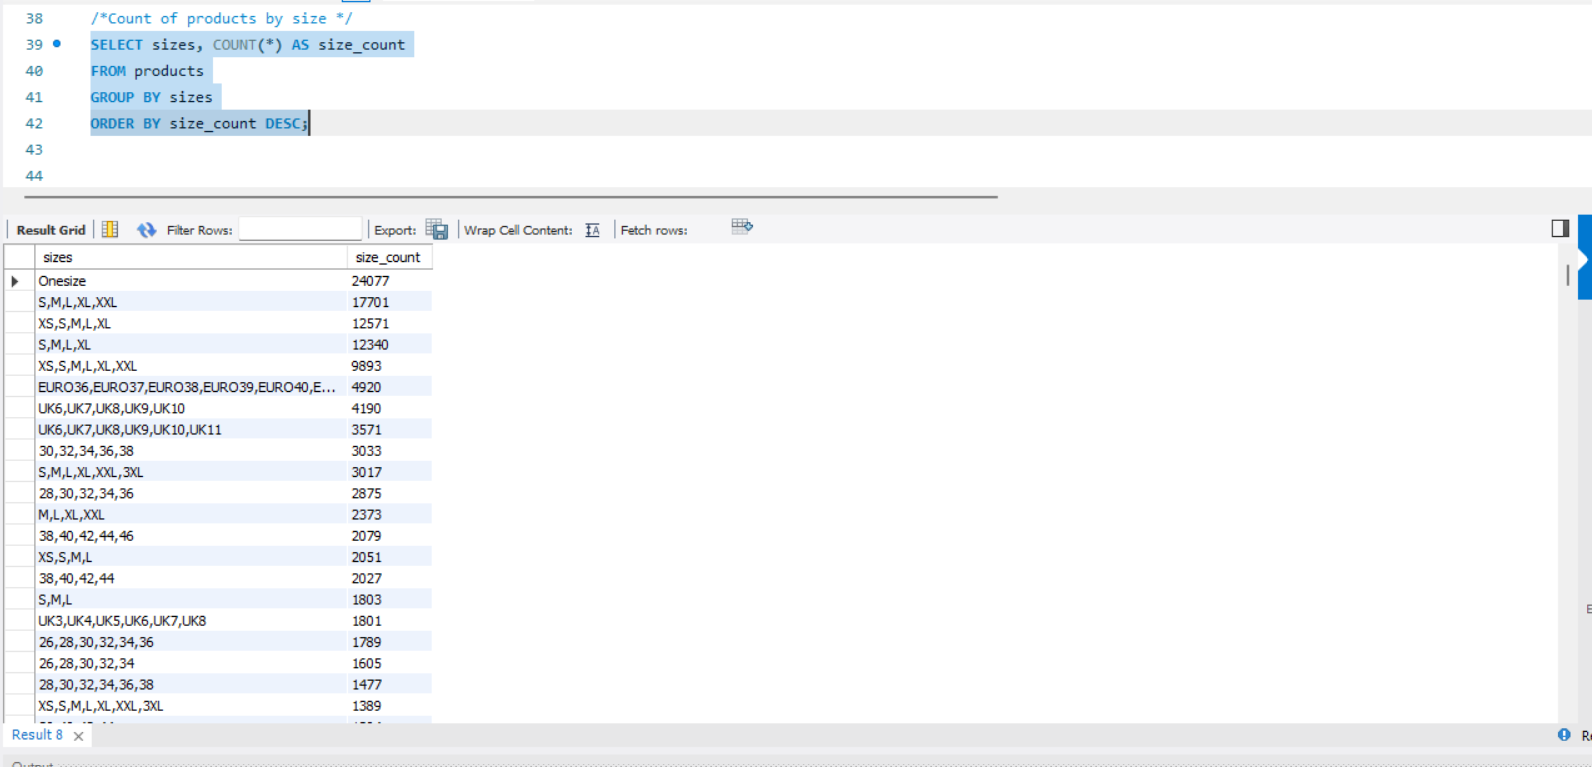 38 /*Count of products by size */
39 SELECT sizes, COUNT(*) AS size_count
40 FROM products
41 GROUP BY sizes
42 ORDER BY size_count DESC;
43
44
Result Grid Filter Rows: Export: Wrap Cell Content: Fetch rows:
sizes size_count
Onesize 24077
S,M,L,XL,XXL 17701
XS,S,M,L,XL 12571
S,M,L,XL 12340
XS,S,M,L,XL,XXL 9893
EURO36,EURO37,EURO38,EURO39,EURO40,E... 4920
UK6,UK7,UK8,UK9,UK10 4190
UK6,UK7,UK8,UK9,UK10,UK11 3571
30,32,34,36,38 3033
S,M,L,XL,XXL,3XL 3017
28,30,32,34,36 2875
M,L,XL,XXL 2373
38,40,42,44,46 2079
XS,S,M,L 2051
38,40,42,44 2027
S,M,L 1803
UK3,UK4,UK5,UK6,UK7,UK8 1801
26,28,30,32,34,36 1789
26,28,30,32,34 1605
28,30,32,34,36,38 1477
XS,S,M,L,XL,XXL,3XL 1389
Result 8
Output